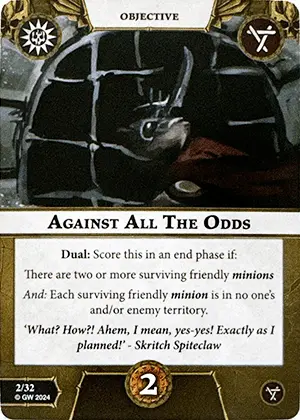 OBJECTIVE
AGAINST ALL THE ODDS
Dual: Score this in an end phase if:
There are two or more surviving friendly minions
And: Each surviving friendly minion is in no one's
and/or enemy territory.
‘What? How?! Ahem, I mean, yes-yes! Exactly as I
planned!’ - Skritch Spiteclaw
2/32
© GW 2024
2